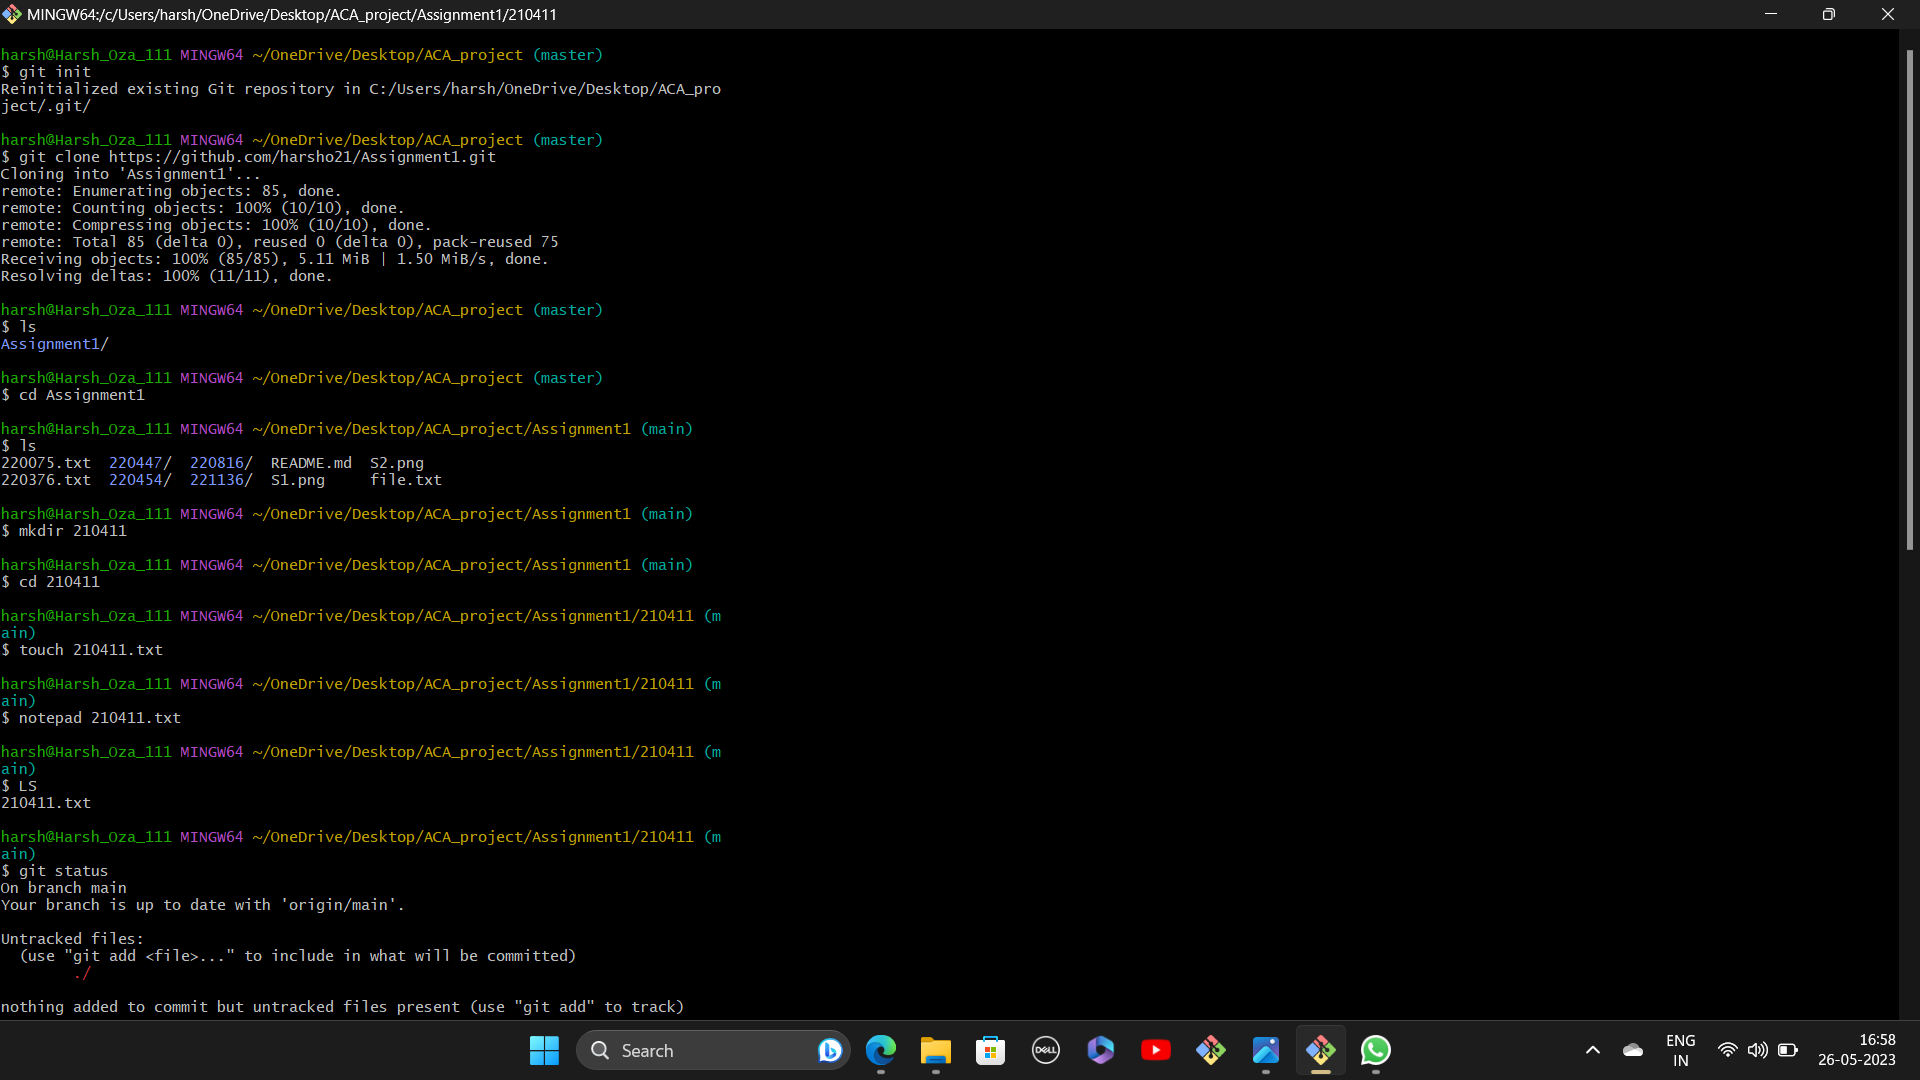 MINGW64:/c/Users/harsh/OneDrive/Desktop/ACA_project/Assignment1/210411
harsh@Harsh_Oza_111 MINGW64 ~/OneDrive/Desktop/ACA_project (master)
$ git init
Reinitialized existing Git repository in C:/Users/harsh/OneDrive/Desktop/ACA_pro
ject/.git/
harsh@Harsh_Oza_111 MINGW64 ~/OneDrive/Desktop/ACA_project (master)
$ git clone https://github.com/harsho21/Assignment1.git
Cloning into 'Assignment1'...
remote: Enumerating objects: 85, done.
remote: Counting objects: 100% (10/10), done.
remote: Compressing objects: 100% (10/10), done.
remote: Total 85 (delta 0), reused 0 (delta 0), pack-reused 75
Receiving objects: 100% (85/85), 5.11 MiB | 1.50 MiB/s, done.
Resolving deltas: 100% (11/11), done.
harsh@Harsh_Oza_111 MINGW64 ~/OneDrive/Desktop/ACA_project (master)
$ ls
Assignment1/
harsh@Harsh_Oza_111 MINGW64 ~/OneDrive/Desktop/ACA_project (master)
$ cd Assignment1
harsh@Harsh_Oza_111 MINGW64 ~/OneDrive/Desktop/ACA_project/Assignment1 (main)
$ ls
220075.txt  220447/  220816/  README.md  S2.png
220376.txt  220454/  221136/  S1.png     file.txt
harsh@Harsh_Oza_111 MINGW64 ~/OneDrive/Desktop/ACA_project/Assignment1 (main)
$ mkdir 210411
harsh@Harsh_Oza_111 MINGW64 ~/OneDrive/Desktop/ACA_project/Assignment1 (main)
$ cd 210411
harsh@Harsh_Oza_111 MINGW64 ~/OneDrive/Desktop/ACA_project/Assignment1/210411 (m
ain)
$ touch 210411.txt
harsh@Harsh_Oza_111 MINGW64 ~/OneDrive/Desktop/ACA_project/Assignment1/210411 (m
ain)
$ notepad 210411.txt
harsh@Harsh_Oza_111 MINGW64 ~/OneDrive/Desktop/ACA_project/Assignment1/210411 (m
ain)
$ LS
210411.txt
harsh@Harsh_Oza_111 MINGW64 ~/OneDrive/Desktop/ACA_project/Assignment1/210411 (m
ain)
$ git status
On branch main
Your branch is up to date with 'origin/main'.
Untracked files:
  (use "git add <file>..." to include in what will be committed)
        ./
nothing added to commit but untracked files present (use "git add" to track)
Search
DELL
ENG
IN
16:58
26-05-2023